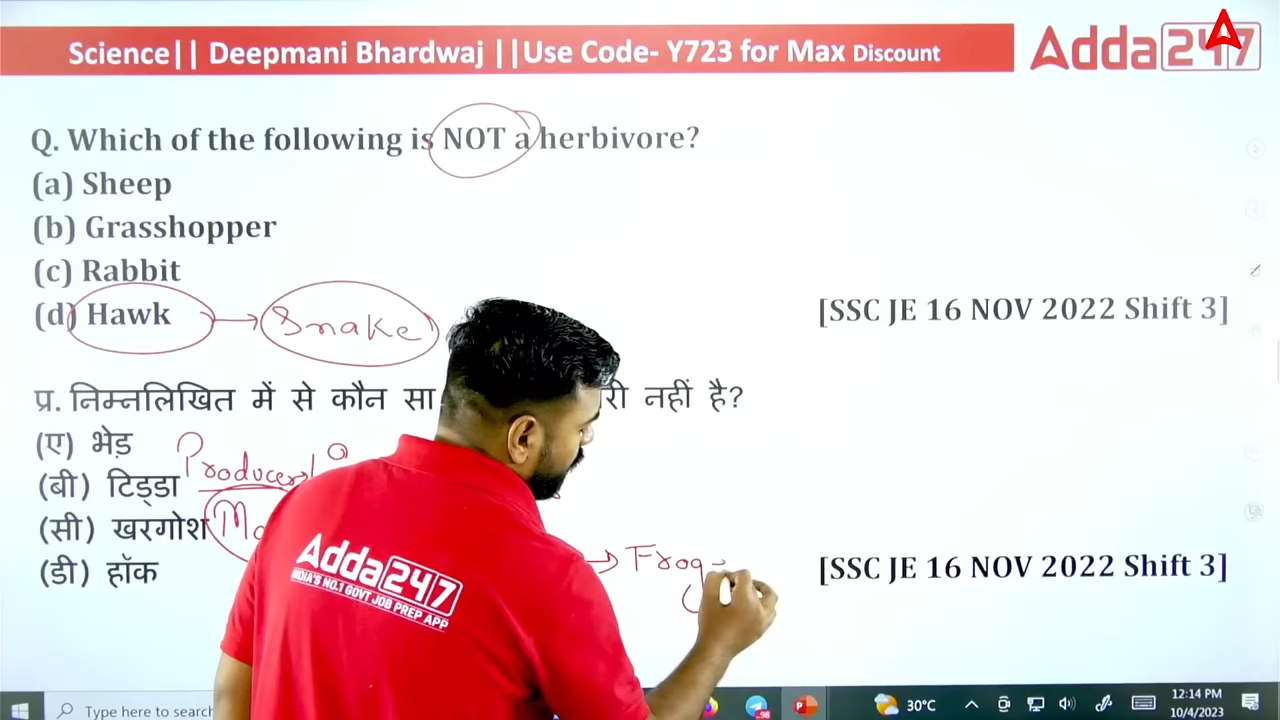 Science|| Deepmani Bhardwaj ||Use Code- Y723 for Max Discount
Adda247
Q. Which of the following is NOT a herbivore?
(a) Sheep
(b) Grasshopper
(c) Rabbit
(d) Hawk → Snake
[SSC JE 16 NOV 2022 Shift 3]
प्र. निम्नलिखित में से कौन सा री नहीं है?
(ए) भेड़
(बी) टिड्डा
Producer
(सी) खरगोश
(डी) हॉक
→ Frog
[SSC JE 16 NOV 2022 Shift 3]
Adda247
INDIA'S NO.1 GOVT JOB PREP APP
Type here to search
98
30°C
12:14 PM
10/4/2023